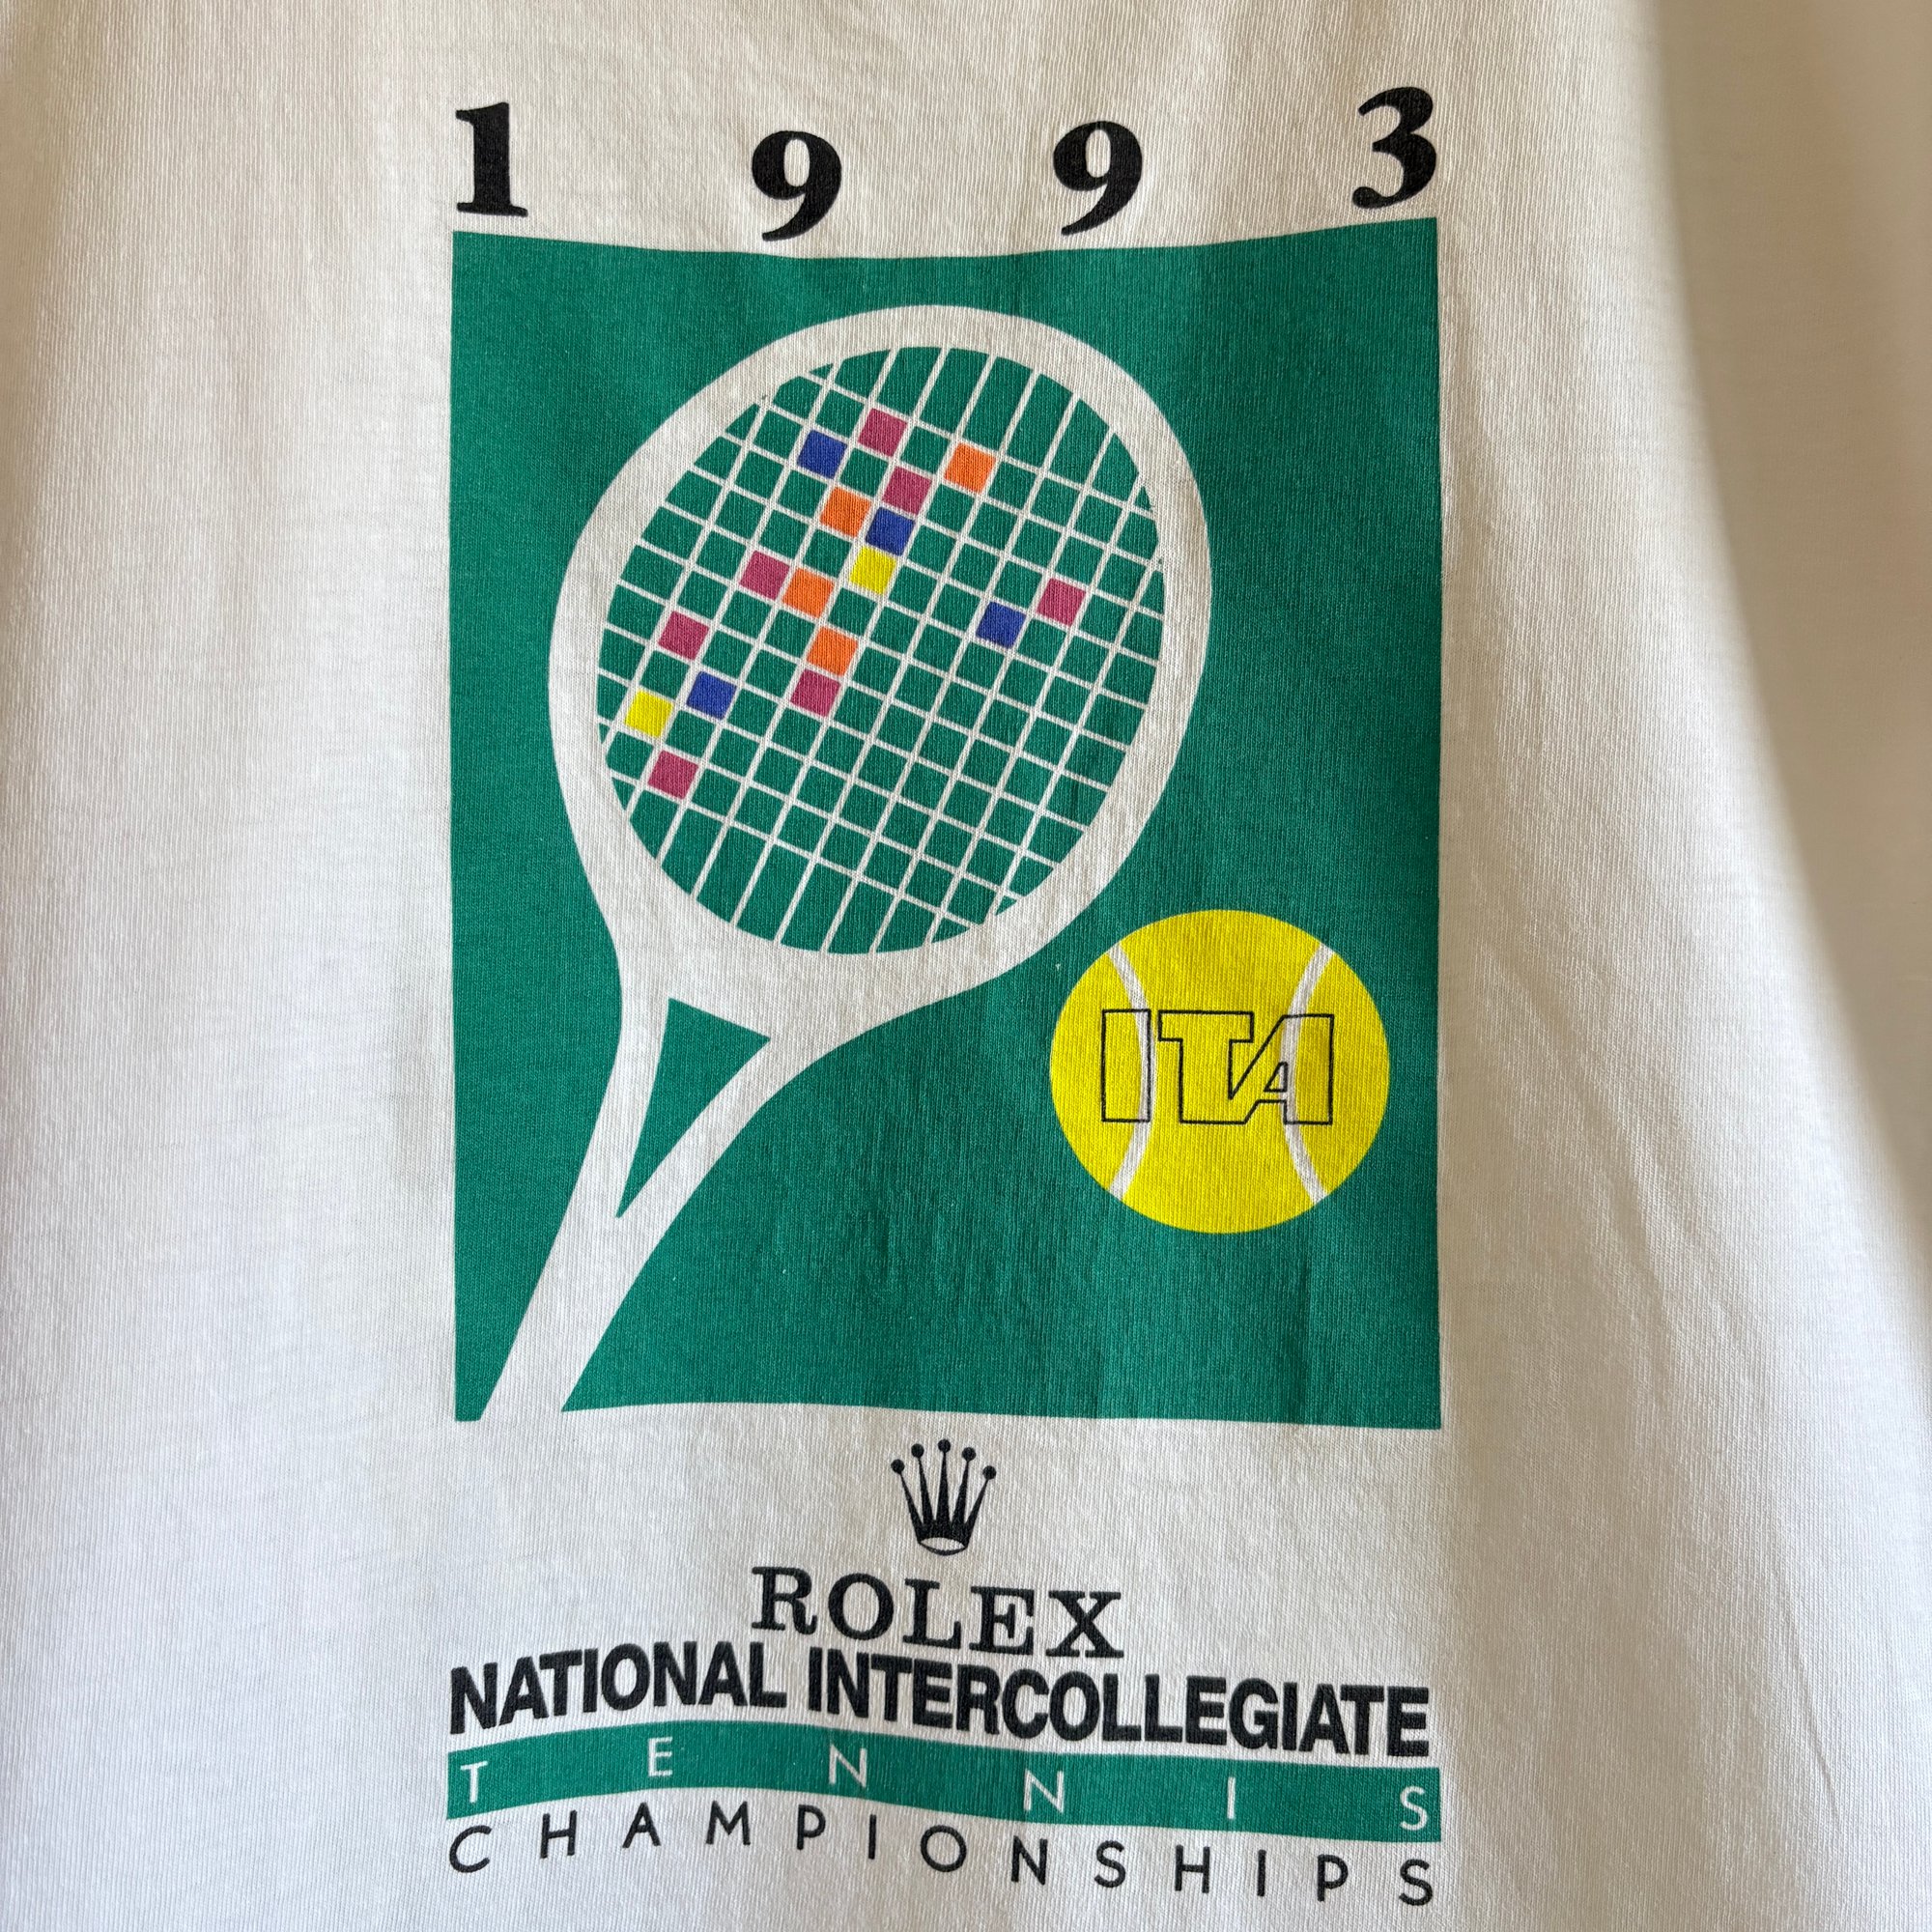 1993
ITA
ROLEX
NATIONAL INTERCOLLEGIATE
TENNIS
CHAMPIONSHIPS